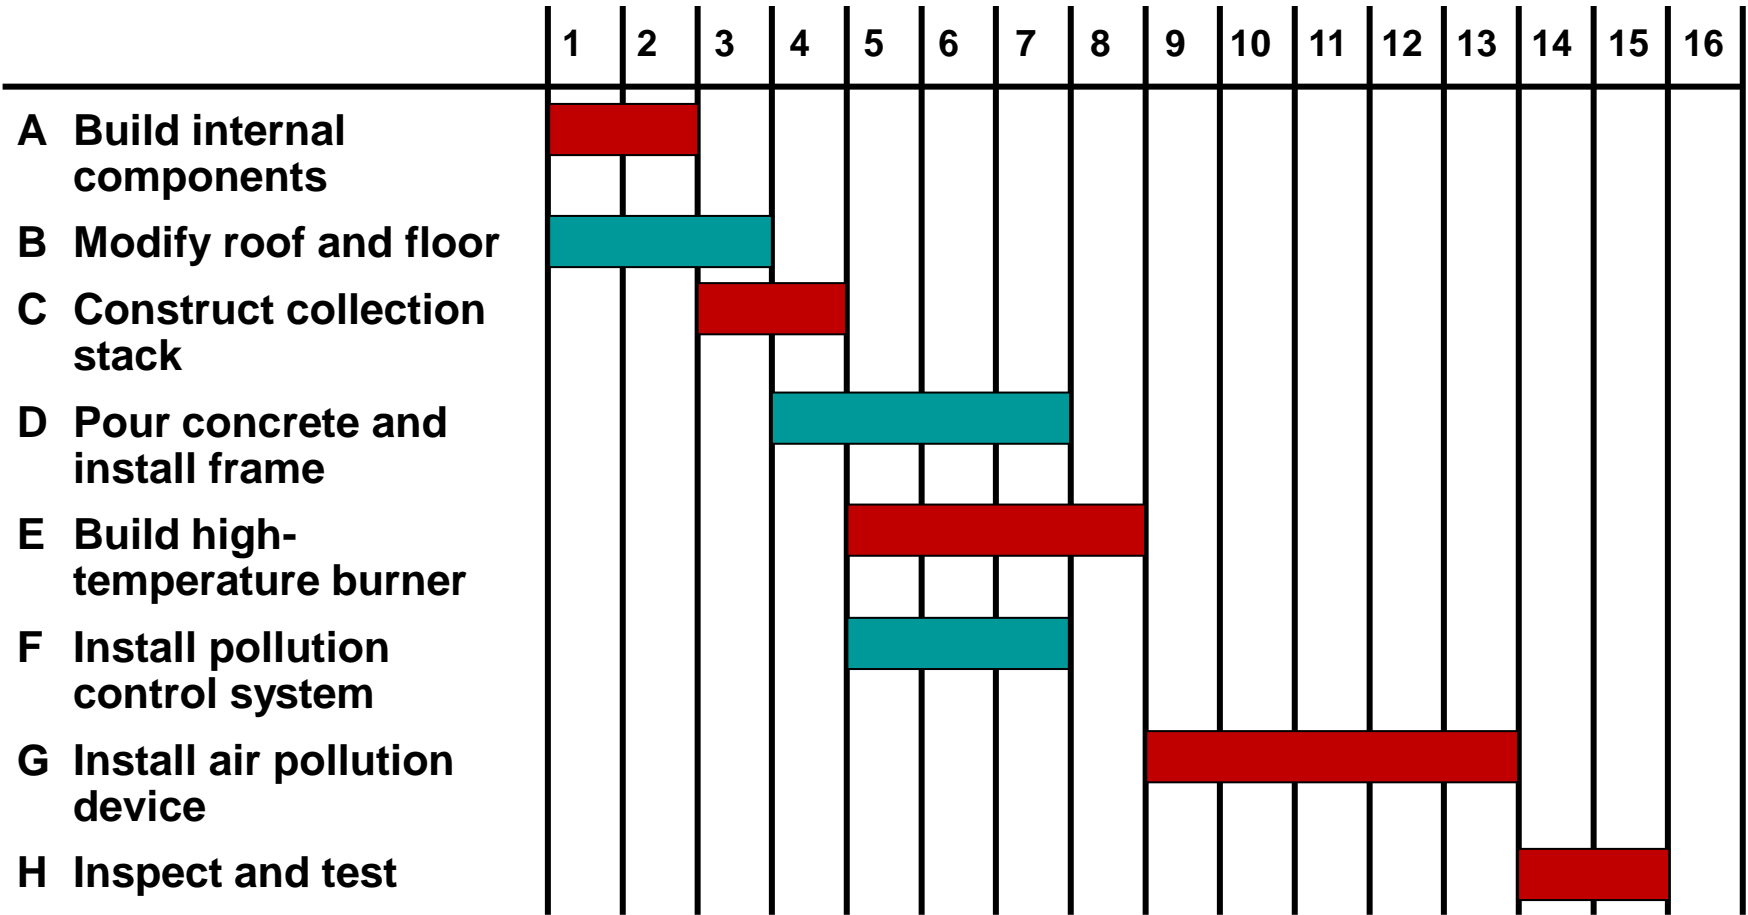 1 2 3 4 5 6 7 8 9 10 11 12 13 14 15 16
A Build internal
components
B Modify roof and floor
C Construct collection
stack
D Pour concrete and
install frame
E Build high-
temperature burner
F Install pollution
control system
G Install air pollution
device
H Inspect and test